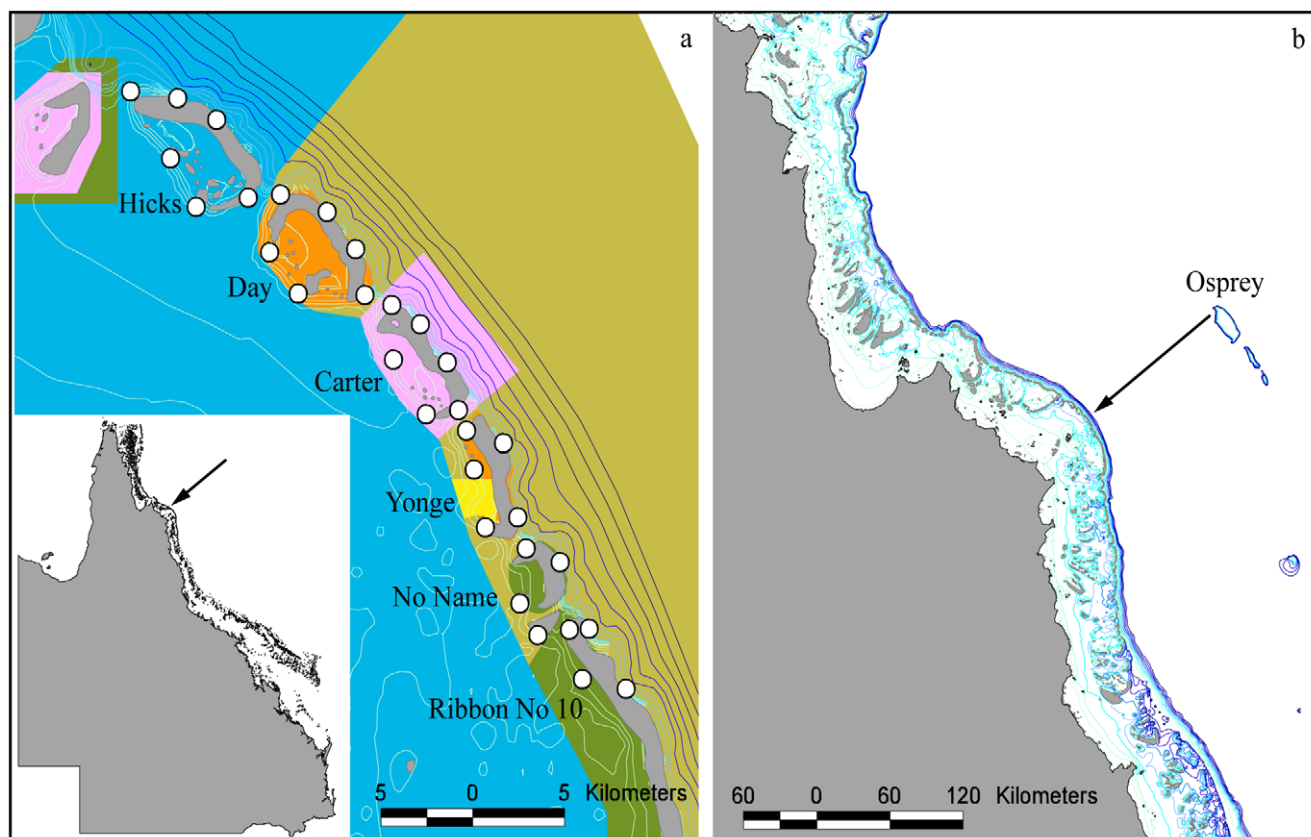 a
Hicks
Day
Carter
Yonge
No Name
Ribbon No 10
5 0 5 Kilometers
b
Osprey
60 0 60 120 Kilometers